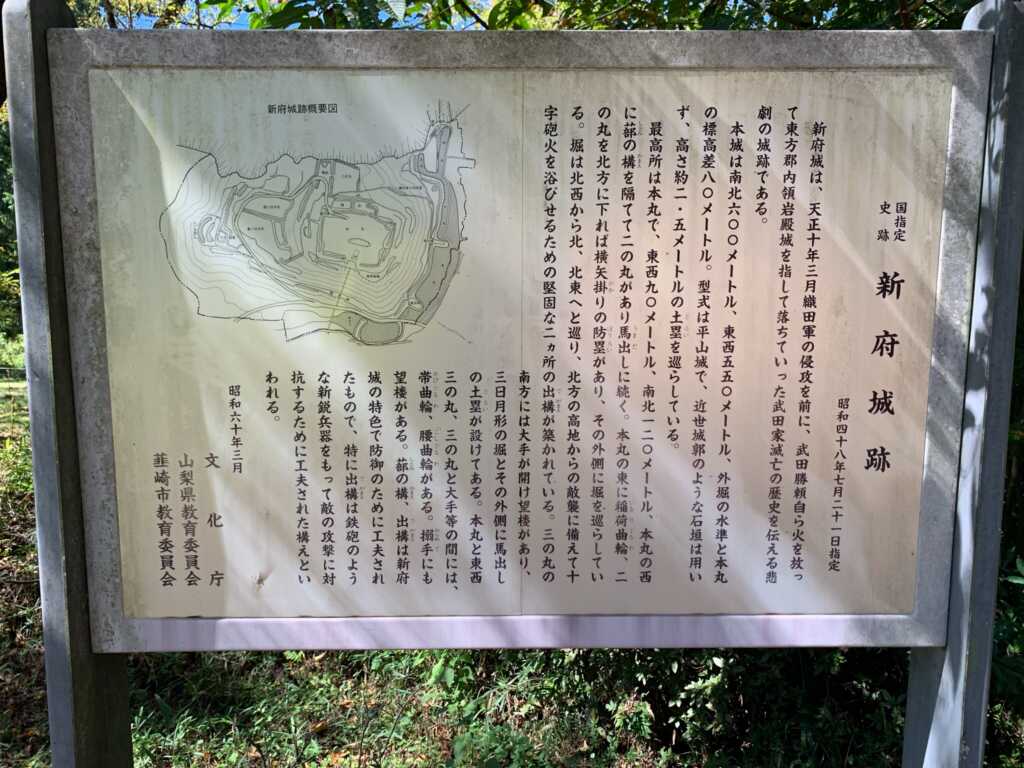 国指定
史跡
新府城跡
昭和四十八年七月二十一日指定
新府城は、天正十年三月織田軍の侵攻を前に、武田勝頼自ら火を放っ
て東方郡内領岩殿城を指して落ちていった武田家滅亡の歴史を伝える悲
劇の城跡である。
本城は南北六〇〇メートル、東西五五〇メートル、外堀の水準と本丸
の標高差八〇メートル。型式は平山城で、近世城郭のような石垣は用い
ず、高さ約二・五メートルの土塁を巡らしている。
最高所は本丸で、東西九〇メートル、南北一二〇メートル、本丸の西
に蔀の構を隔てて二の丸があり馬出しに続く。本丸の東に稲荷曲輪、二
の丸を北方に下れば横矢掛りの防塁があり、その外側に堀を巡らしてい
る。堀は北西から北、北東へと巡り、北方の高地からの敵襲に備えて十
字砲火を浴びせるための堅固な二ヵ所の出構が築かれている。三の丸の
南方には大手が開け望楼があり、
三日月形の堀とその外側に馬出し
の土塁が設けてある。本丸と東西
三の丸、三の丸と大手等の間には、
帯曲輪、腰曲輪がある。搦手にも
望楼がある。蔀の構、出構は新府
城の特色で防御のために工夫され
たもので、特に出構は鉄砲のよう
な新鋭兵器をもって敵の攻撃に対
抗するために工夫された構えとい
われる。
昭和六十年三月
文化庁
山梨県教育委員会
韮崎市教育委員会
新府城跡概要図